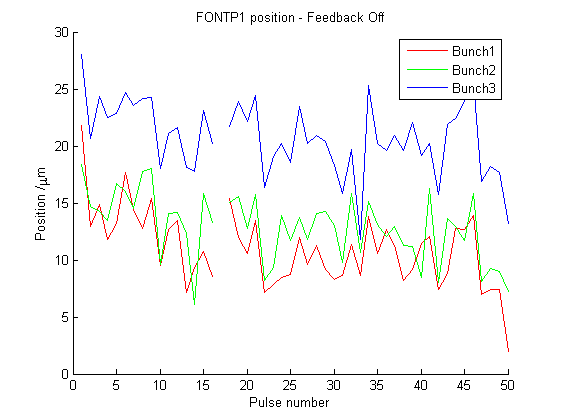 FONTP1 position - Feedback Off
Bunch1
Bunch2
Bunch3
30
25
20
15
10
5
0
Position /μm
0 5 10 15 20 25 30 35 40 45 50
Pulse number